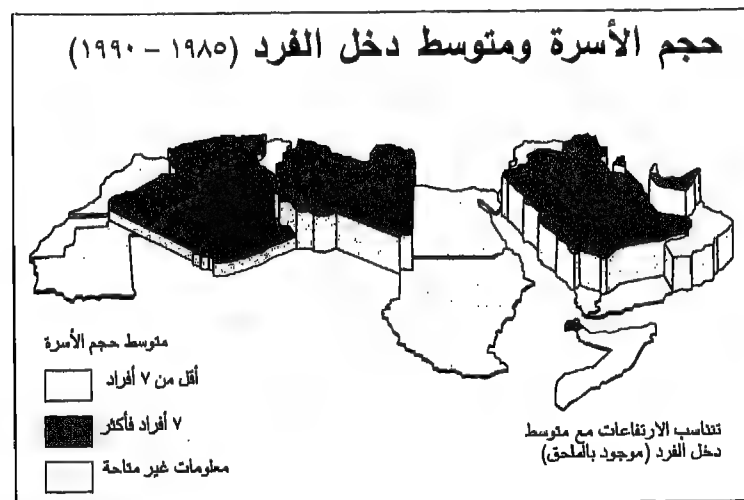 حجم الأسرة ومتوسط دخل الفرد (١٩٨٥ – ١٩٩٠)
متوسط حجم الأسرة
أقل من ٧ أفراد
٧ أفراد فأكثر
معلومات غير متاحة
تتناسب الارتفاعات مع متوسط
دخل الفرد (موجود بالملحق)